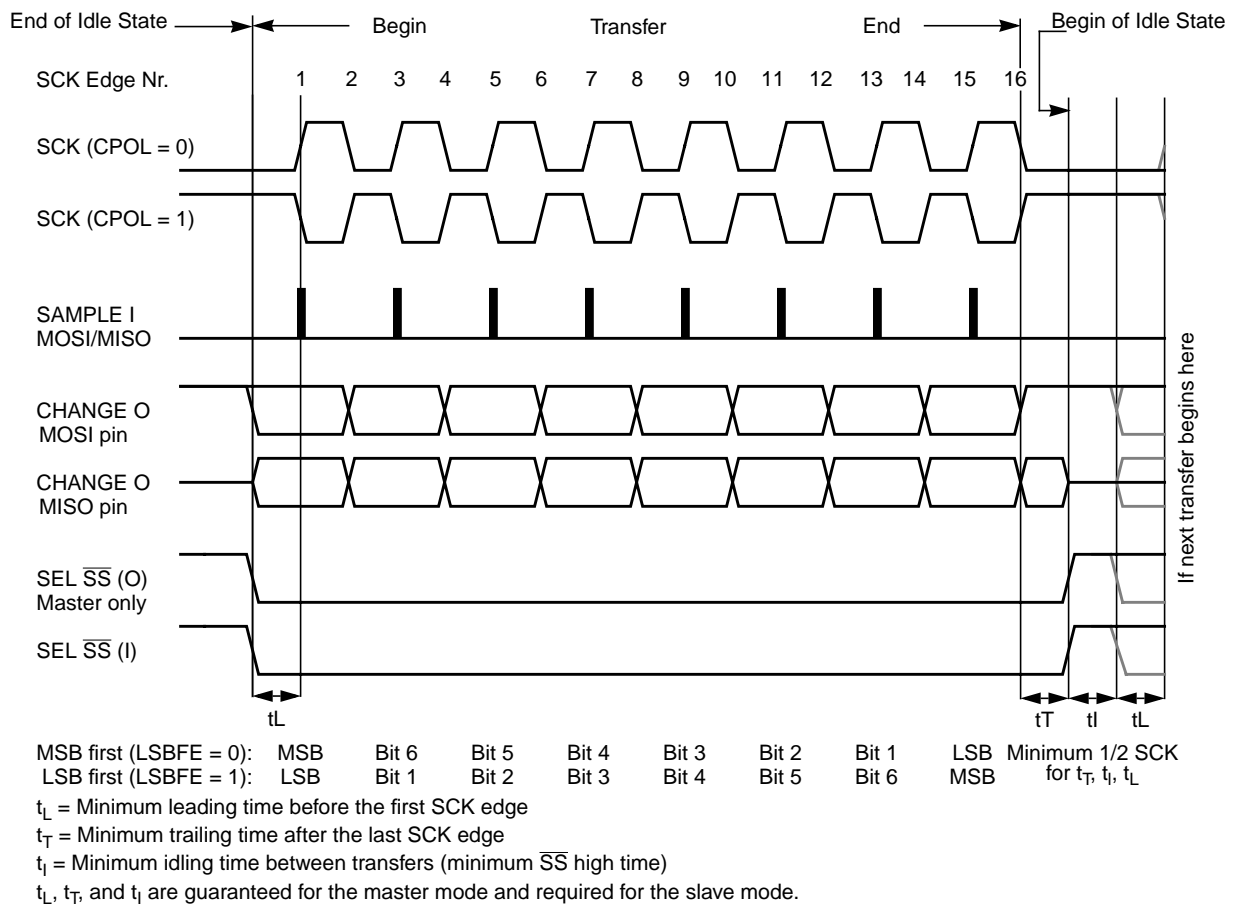 End of Idle State
Begin
Transfer
End
Begin of Idle State
SCK Edge Nr.
1 2 3 4 5 6 7 8 9 10 11 12 13 14 15 16
SCK (CPOL = 0)
SCK (CPOL = 1)
SAMPLE I
MOSI/MISO
CHANGE O
MOSI pin
CHANGE O
MISO pin
SEL S̅S̅ (O)
Master only
SEL S̅S̅ (I)
If next transfer begins here
tL
tT tI tL
MSB first (LSBFE = 0): MSB Bit 6 Bit 5 Bit 4 Bit 3 Bit 2 Bit 1 LSB
LSB first (LSBFE = 1): LSB Bit 1 Bit 2 Bit 3 Bit 4 Bit 5 Bit 6 MSB
Minimum 1/2 SCK
for tT, tI, tL
tL = Minimum leading time before the first SCK edge
tT = Minimum trailing time after the last SCK edge
tI = Minimum idling time between transfers (minimum S̅S̅ high time)
tL, tT, and tI are guaranteed for the master mode and required for the slave mode.